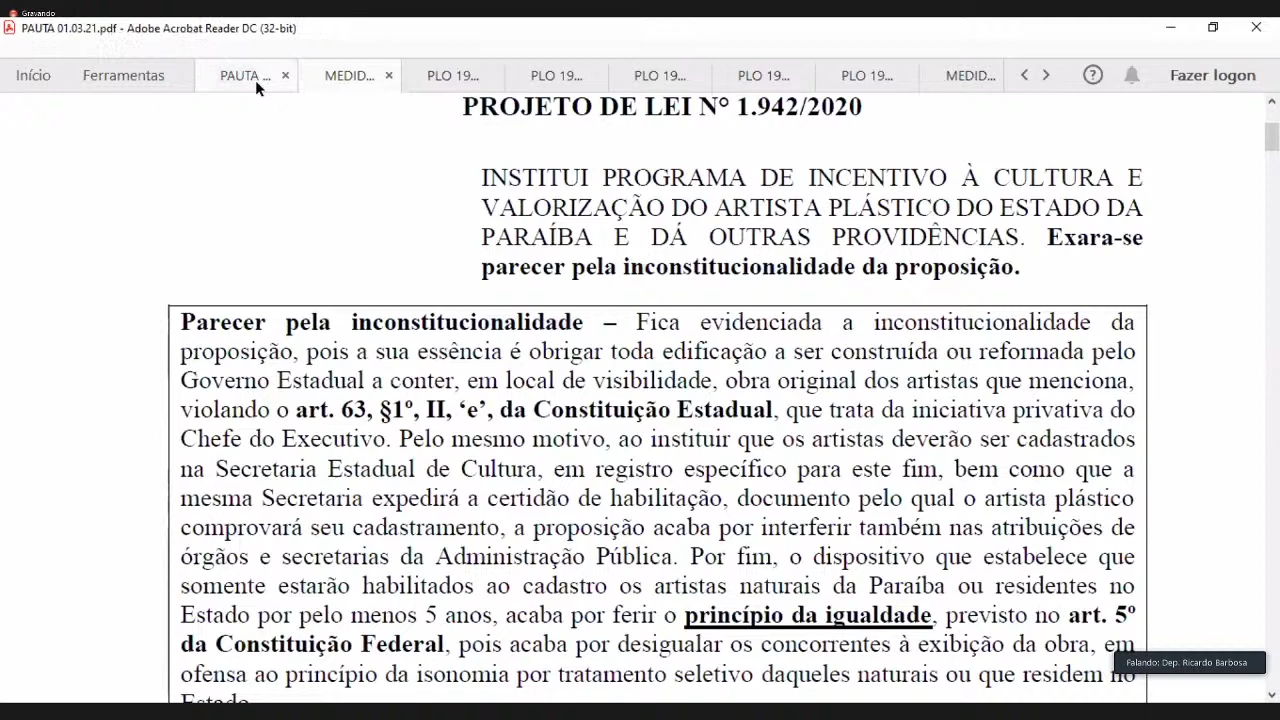 Gravando
PAUTA 01.03.21.pdf - Adobe Acrobat Reader DC (32-bit)
Início Ferramentas PAUTA ... × MEDID... × PLO 19... PLO 19... PLO 19... PLO 19... PLO 19... MEDID... Fazer logon
PROJETO DE LEI N° 1.942/2020
INSTITUI PROGRAMA DE INCENTIVO À CULTURA E
VALORIZAÇÃO DO ARTISTA PLÁSTICO DO ESTADO DA
PARAÍBA E DÁ OUTRAS PROVIDÊNCIAS. Exara-se
parecer pela inconstitucionalidade da proposição.
Parecer pela inconstitucionalidade – Fica evidenciada a inconstitucionalidade da
proposição, pois a sua essência é obrigar toda edificação a ser construída ou reformada pelo
Governo Estadual a conter, em local de visibilidade, obra original dos artistas que menciona,
violando o art. 63, §1º, II, ‘e’, da Constituição Estadual, que trata da iniciativa privativa do
Chefe do Executivo. Pelo mesmo motivo, ao instituir que os artistas deverão ser cadastrados
na Secretaria Estadual de Cultura, em registro específico para este fim, bem como que a
mesma Secretaria expedirá a certidão de habilitação, documento pelo qual o artista plástico
comprovará seu cadastramento, a proposição acaba por interferir também nas atribuições de
órgãos e secretarias da Administração Pública. Por fim, o dispositivo que estabelece que
somente estarão habilitados ao cadastro os artistas naturais da Paraíba ou residentes no
Estado por pelo menos 5 anos, acaba por ferir o princípio da igualdade, previsto no art. 5º
da Constituição Federal, pois acaba por desigualar os concorrentes à exibição da obra, em
Falando: Dep. Ricardo Barbosa
ofensa ao princípio da isonomia por tratamento seletivo daqueles naturais ou que residem no
Estado